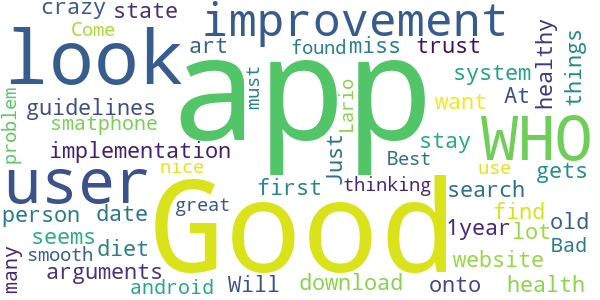 crazy state
Come
improvement
look
art found miss trust
app
must
healthy
things
system
At
problem
guidelines
smatphone
Lario
want
WHO
implementation
Just
stay
Best
gets
user
nice
Good
first
thinking
use
search
person date
great
find
old
1year
lot
Bad
seems
diet
smooth
website
many
arguments
android
Will
download
onto
health